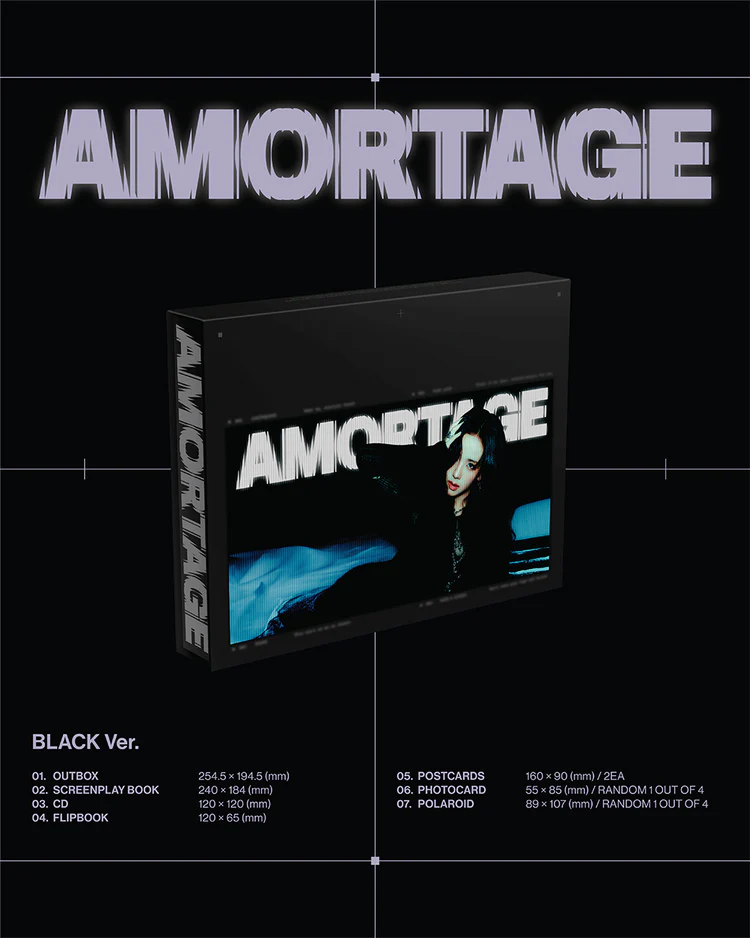 AMORTAGE
AMORTAGE
AMORTAGE
BLACK Ver.
01. OUTBOX 254.5 × 194.5 (mm)
02. SCREENPLAY BOOK 240 × 184 (mm)
03. CD 120 × 120 (mm)
04. FLIPBOOK 120 × 65 (mm)
05. POSTCARDS 160 × 90 (mm) / 2EA
06. PHOTOCARD 55 × 85 (mm) / RANDOM 1 OUT OF 4
07. POLAROID 89 × 107 (mm) / RANDOM 1 OUT OF 4